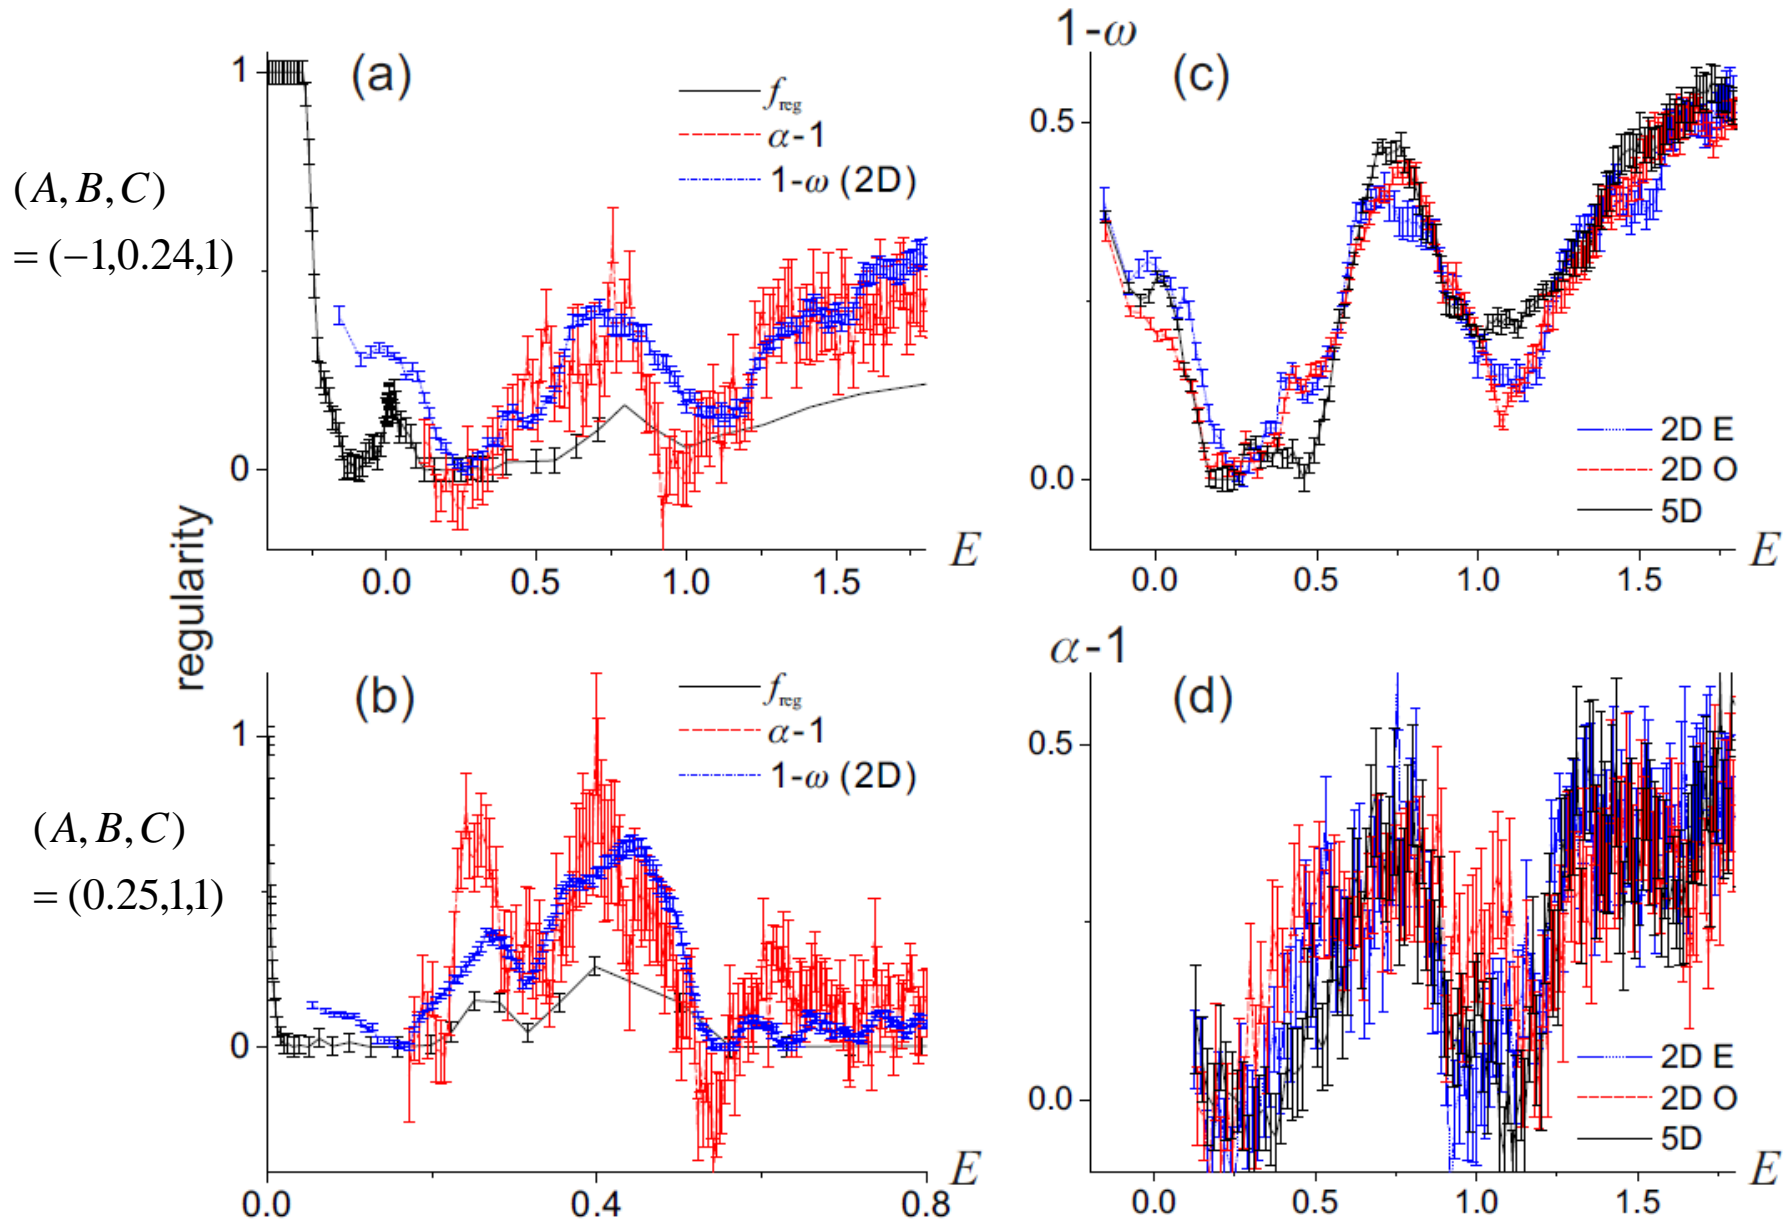 (A, B, C)
= (−1,0.24,1)
(A, B, C)
= (0.25,1,1)
regularity
(a)
f_reg
α-1
1-ω (2D)
1
0
0.0 0.5 1.0 1.5
E
(b)
f_reg
α-1
1-ω (2D)
1
0
0.0 0.4 0.8
E
1-ω
(c)
0.5
0.0
2D E
2D O
5D
0.0 0.5 1.0 1.5
E
α-1
(d)
0.5
0.0
2D E
2D O
5D
0.0 0.5 1.0 1.5
E